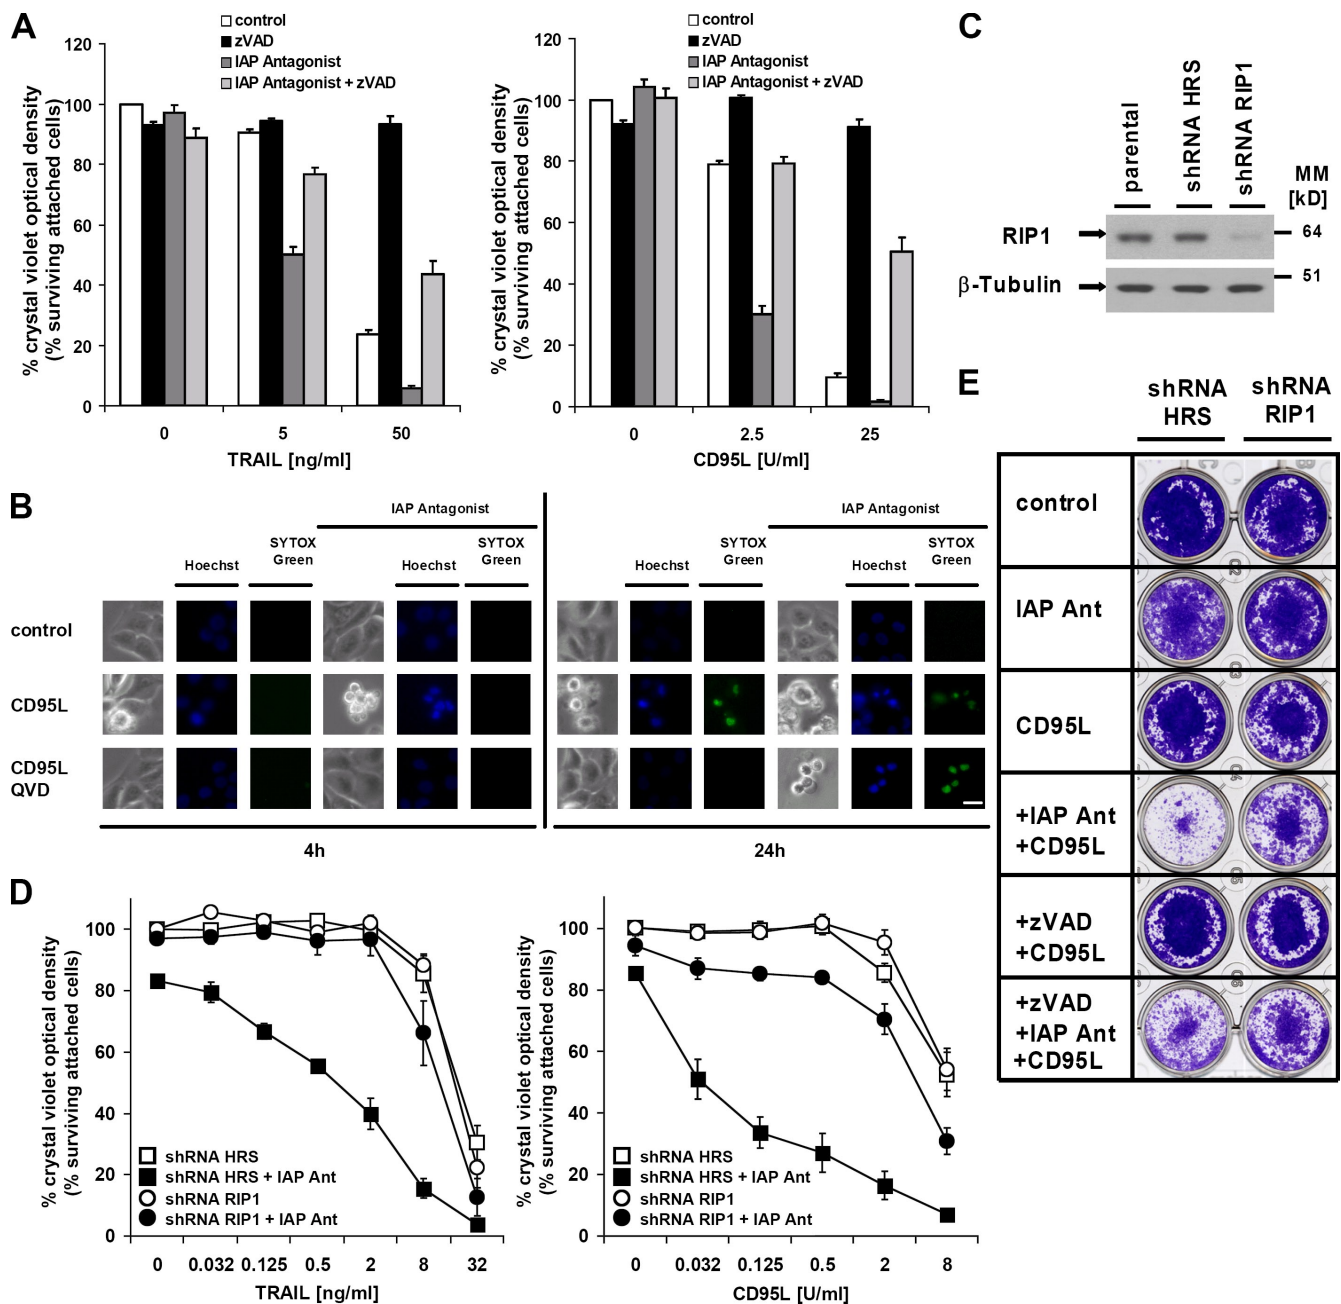 A
control
zVAD
IAP Antagonist
IAP Antagonist + zVAD
% crystal violet optical density
(% surviving attached cells)
120
100
80
60
40
20
0
0
5
50
TRAIL [ng/ml]
control
zVAD
IAP Antagonist
IAP Antagonist + zVAD
% crystal violet optical density
(% surviving attached cells)
120
100
80
60
40
20
0
0
2.5
25
CD95L [U/ml]
C
parental
shRNA HRS
shRNA RIP1
MM
[kD]
RIP1
64
β-Tubulin
51
B
IAP Antagonist
Hoechst
SYTOX
Green
Hoechst
SYTOX
Green
IAP Antagonist
Hoechst
SYTOX
Green
Hoechst
SYTOX
Green
control
CD95L
CD95L
QVD
4h
24h
D
% crystal violet optical density
(% surviving attached cells)
100
80
60
40
20
0
shRNA HRS
shRNA HRS + IAP Ant
shRNA RIP1
shRNA RIP1 + IAP Ant
0
0.032
0.125
0.5
2
8
32
TRAIL [ng/ml]
% crystal violet optical density
(% surviving attached cells)
100
80
60
40
20
0
shRNA HRS
shRNA HRS + IAP Ant
shRNA RIP1
shRNA RIP1 + IAP Ant
0
0.032
0.125
0.5
2
8
CD95L [U/ml]
E
shRNA
HRS
shRNA
RIP1
control
IAP Ant
CD95L
+IAP Ant
+CD95L
+zVAD
+CD95L
+zVAD
+IAP Ant
+CD95L